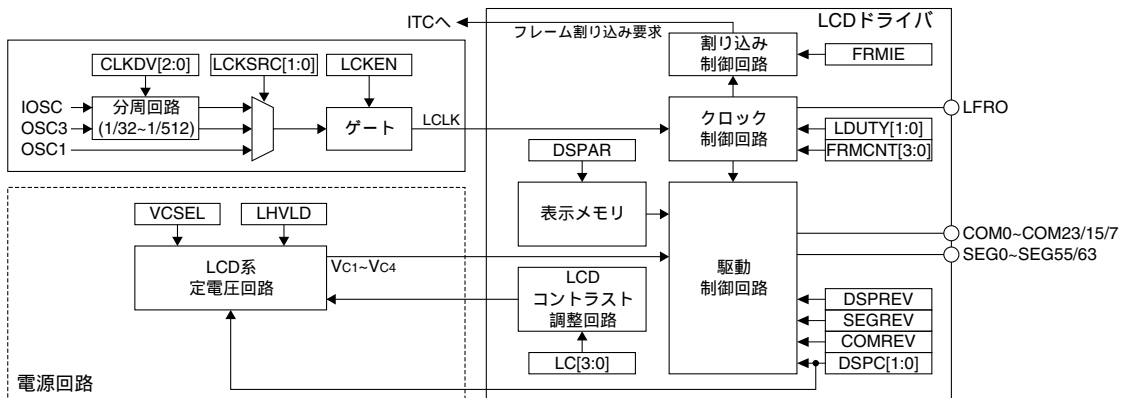 ITCへ
フレーム割り込み要求
LCDドライバ
割り込み
制御回路
FRMIE
CLKDV[2:0]
LCKSRC[1:0]
LCKEN
IOSC
OSC3
OSC1
分周回路
(1/32~1/512)
ゲート
LCLK
クロック
制御回路
LFRO
LDUTY[1:0]
FRMCNT[3:0]
DSPAR
表示メモリ
VCSEL
LHVLD
LCD系
定電圧回路
VC1~VC4
LCD
コントラスト
調整回路
LC[3:0]
駆動
制御回路
COM0~COM23/15/7
SEG0~SEG55/63
DSPREV
SEGREV
COMREV
DSPC[1:0]
電源回路